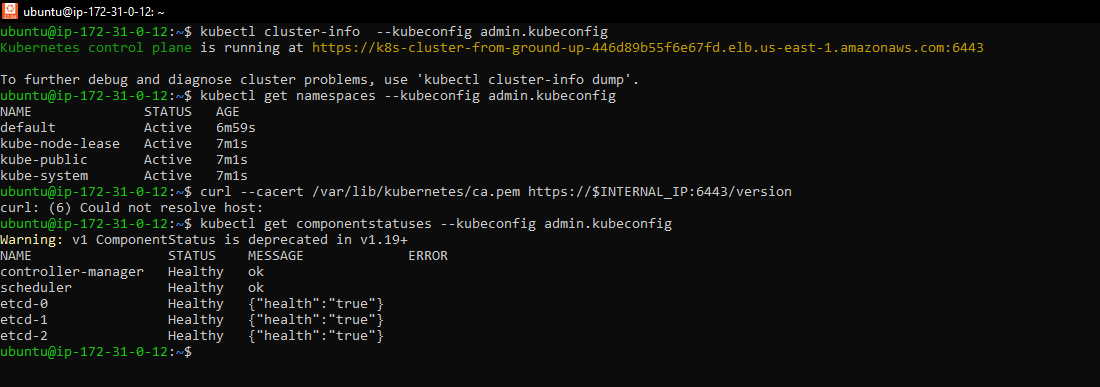 ubuntu@ip-172-31-0-12: ~
ubuntu@ip-172-31-0-12:~$ kubectl cluster-info  --kubeconfig admin.kubeconfig
Kubernetes control plane is running at https://k8s-cluster-from-ground-up-446d89b55f6e67fd.elb.us-east-1.amazonaws.com:6443

To further debug and diagnose cluster problems, use 'kubectl cluster-info dump'.
ubuntu@ip-172-31-0-12:~$ kubectl get namespaces --kubeconfig admin.kubeconfig
NAME              STATUS   AGE
default           Active   6m59s
kube-node-lease   Active   7m1s
kube-public       Active   7m1s
kube-system       Active   7m1s
ubuntu@ip-172-31-0-12:~$ curl --cacert /var/lib/kubernetes/ca.pem https://$INTERNAL_IP:6443/version
curl: (6) Could not resolve host:
ubuntu@ip-172-31-0-12:~$ kubectl get componentstatuses --kubeconfig admin.kubeconfig
Warning: v1 ComponentStatus is deprecated in v1.19+
NAME                 STATUS    MESSAGE             ERROR
controller-manager   Healthy   ok
scheduler            Healthy   ok
etcd-0               Healthy   {"health":"true"}
etcd-1               Healthy   {"health":"true"}
etcd-2               Healthy   {"health":"true"}
ubuntu@ip-172-31-0-12:~$